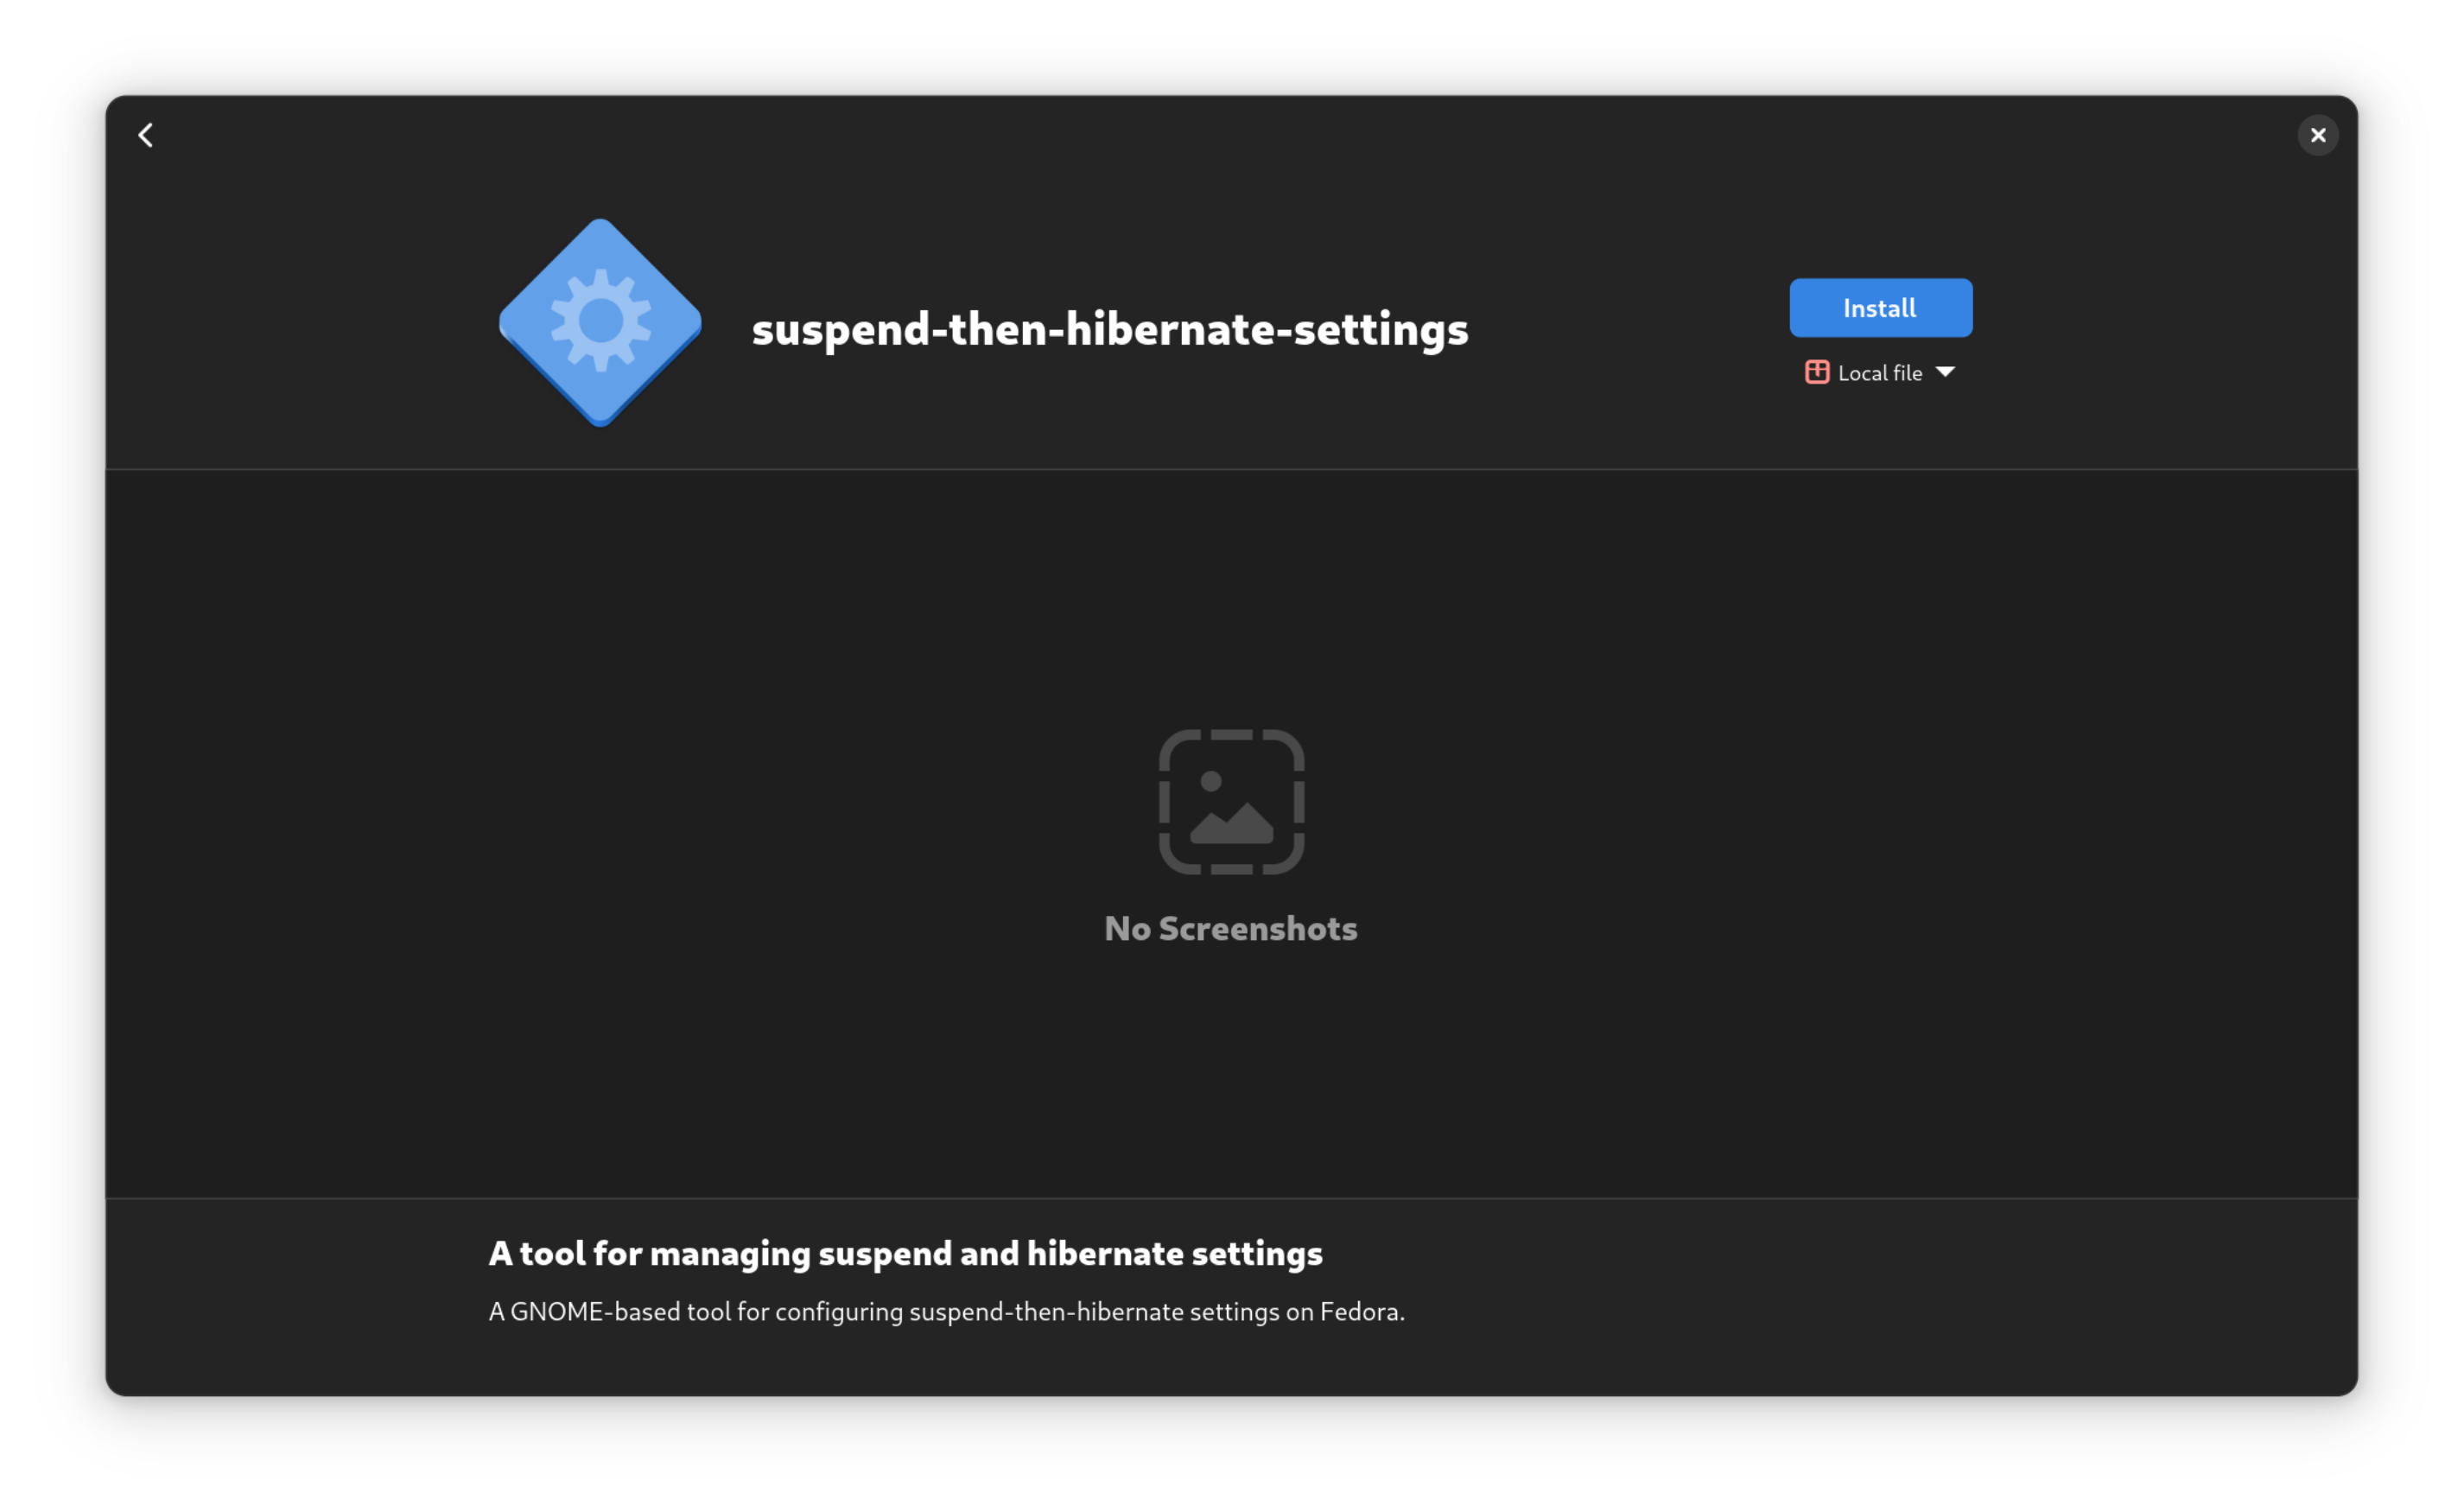 suspend-then-hibernate-settings
Install
Local file
No Screenshots
A tool for managing suspend and hibernate settings
A GNOME-based tool for configuring suspend-then-hibernate settings on Fedora.